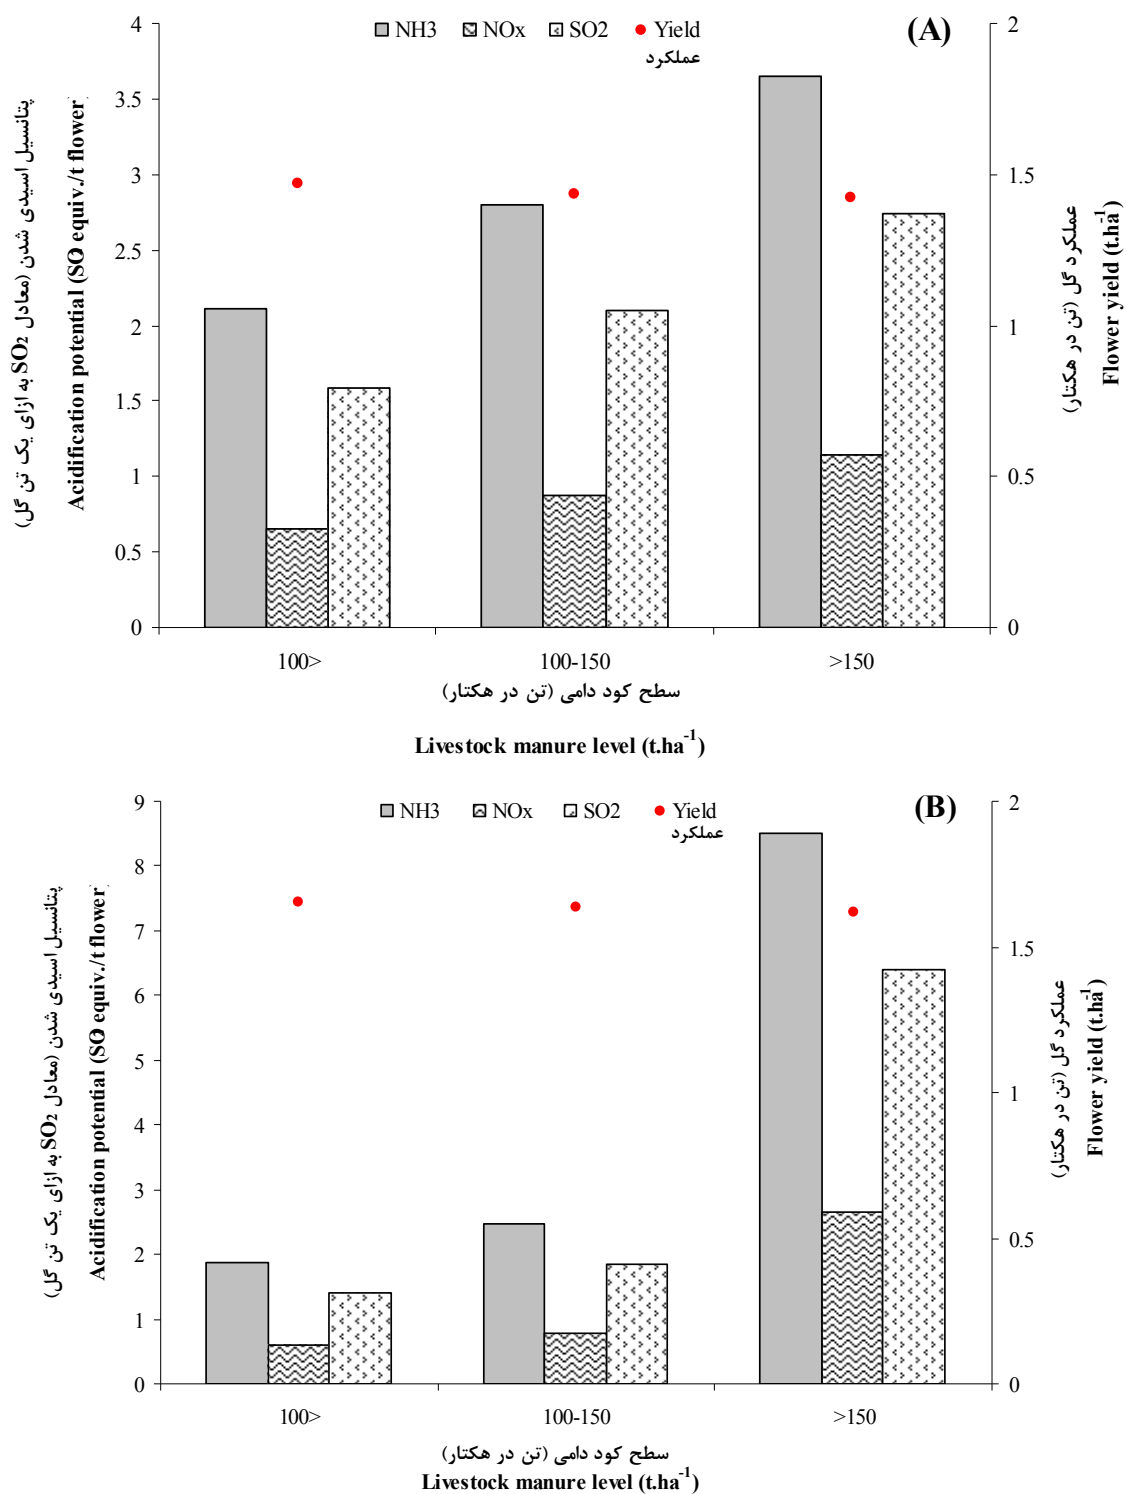 (A)
NH3 NOx SO2 Yield
عملکرد
4
3.5
3
2.5
2
1.5
1
0.5
0
2
1.5
1
0.5
0
پتانسیل اسیدی شدن (معادل SO2 به ازای یک تن گل)
Acidification potential (SO equiv./t flower)
عملکرد گل (تن در هکتار)
Flower yield (t.ha-1)
100> 100-150 >150
سطح کود دامی (تن در هکتار)
Livestock manure level (t.ha-1)
(B)
NH3 NOx SO2 Yield
عملکرد
9
8
7
6
5
4
3
2
1
0
2
1.5
1
0.5
0
پتانسیل اسیدی شدن (معادل SO2 به ازای یک تن گل)
Acidification potential (SO equiv./t flower)
عملکرد گل (تن در هکتار)
Flower yield (t.ha-1)
100> 100-150 >150
سطح کود دامی (تن در هکتار)
Livestock manure level (t.ha-1)